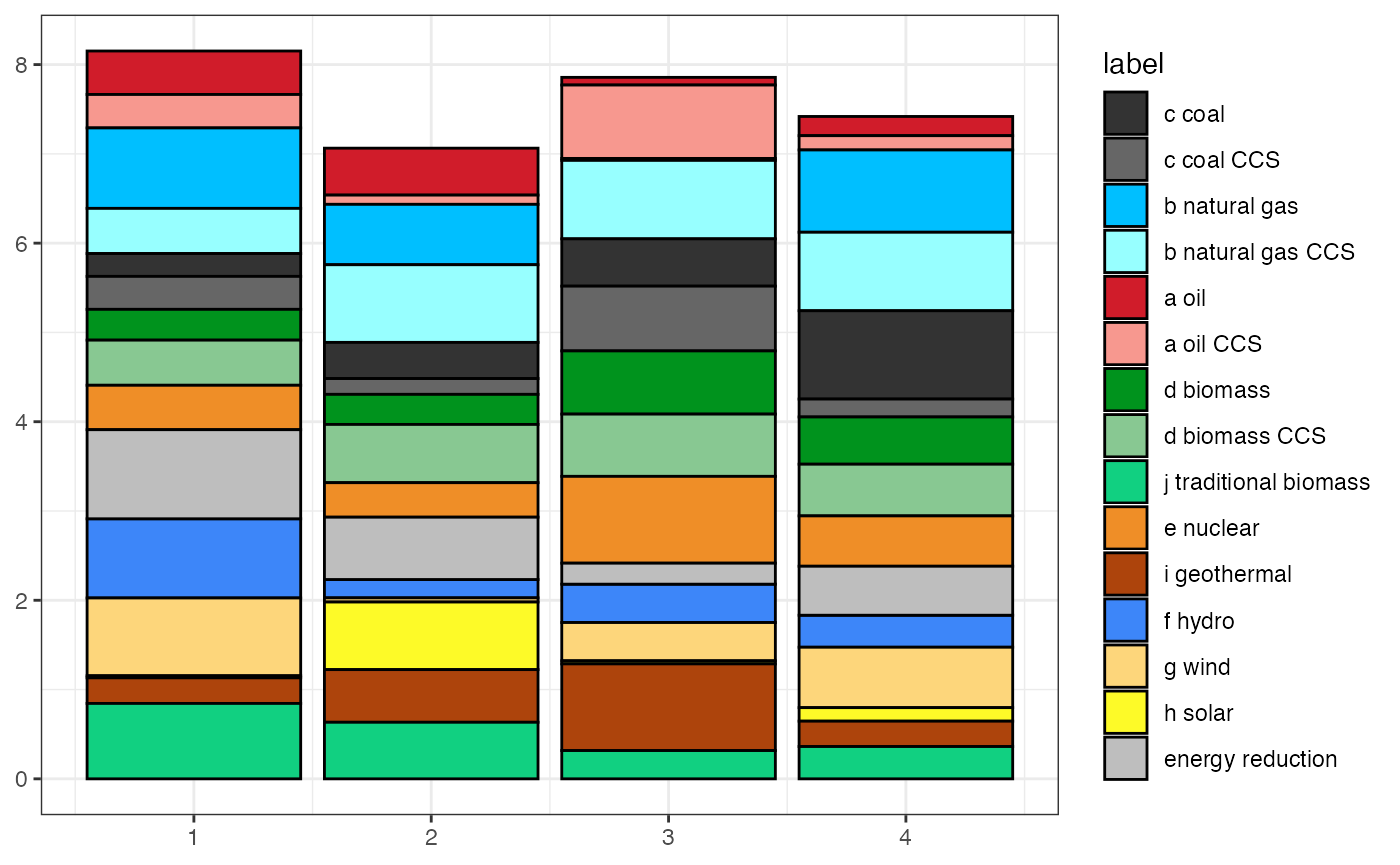 8
6
4
2
0
1 2 3 4
label
c coal
c coal CCS
b natural gas
b natural gas CCS
a oil
a oil CCS
d biomass
d biomass CCS
j traditional biomass
e nuclear
i geothermal
f hydro
g wind
h solar
energy reduction